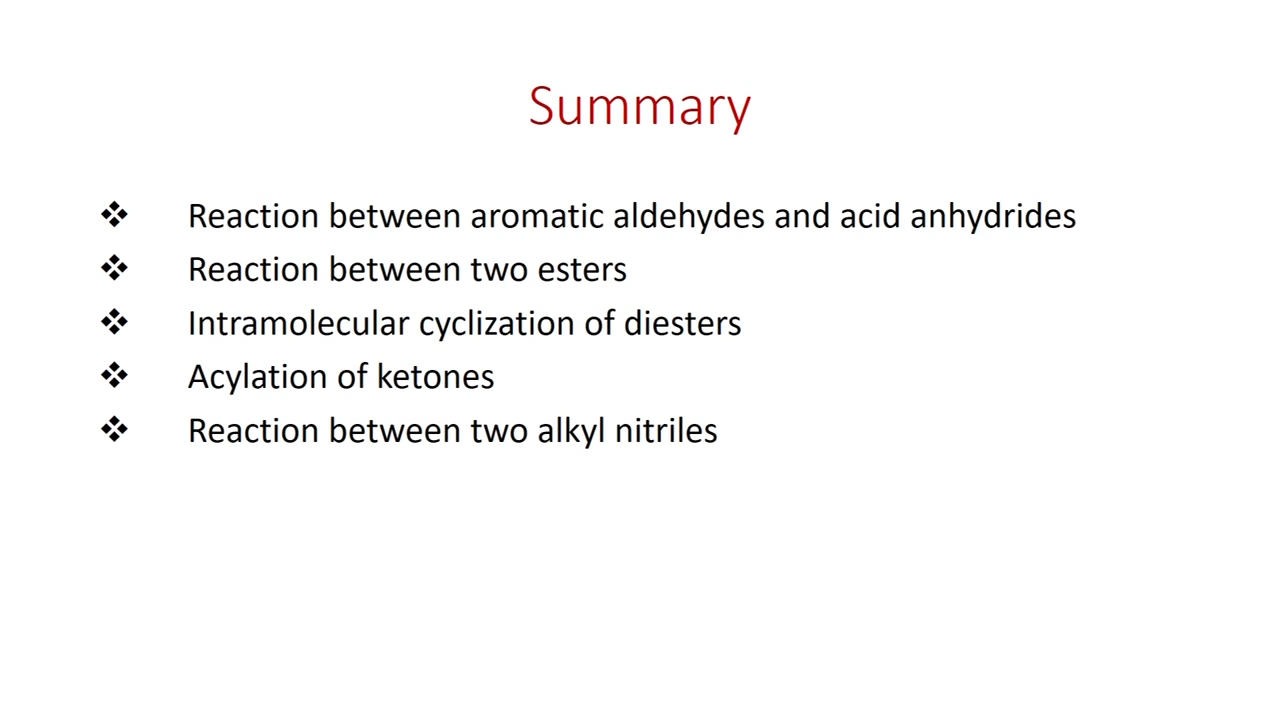 Summary
❖ Reaction between aromatic aldehydes and acid anhydrides
❖ Reaction between two esters
❖ Intramolecular cyclization of diesters
❖ Acylation of ketones
❖ Reaction between two alkyl nitriles